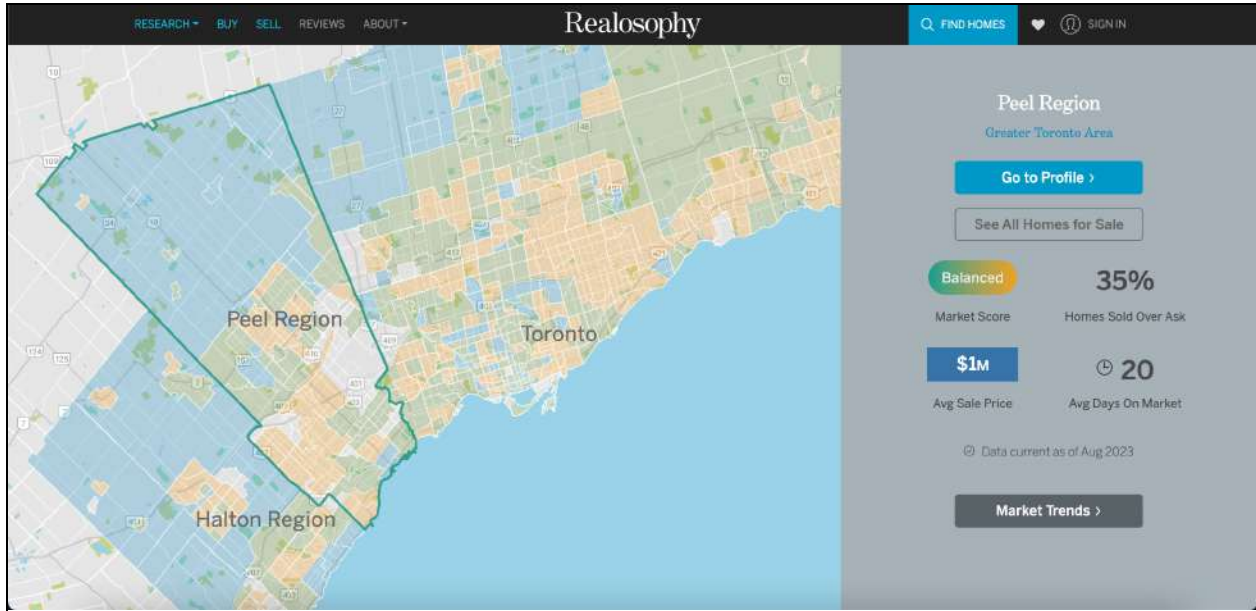 RESEARCH BUY SELL REVIEWS ABOUT Realosophy FIND HOMES SIGN IN
Peel Region
Greater Toronto Area
Go to Profile >
See All Homes for Sale
Balanced 35%
Market Score Homes Sold Over Ask
$1M 20
Avg Sale Price Avg Days On Market
Data current as of Aug 2023
Market Trends >
Peel Region
Toronto
Halton Region